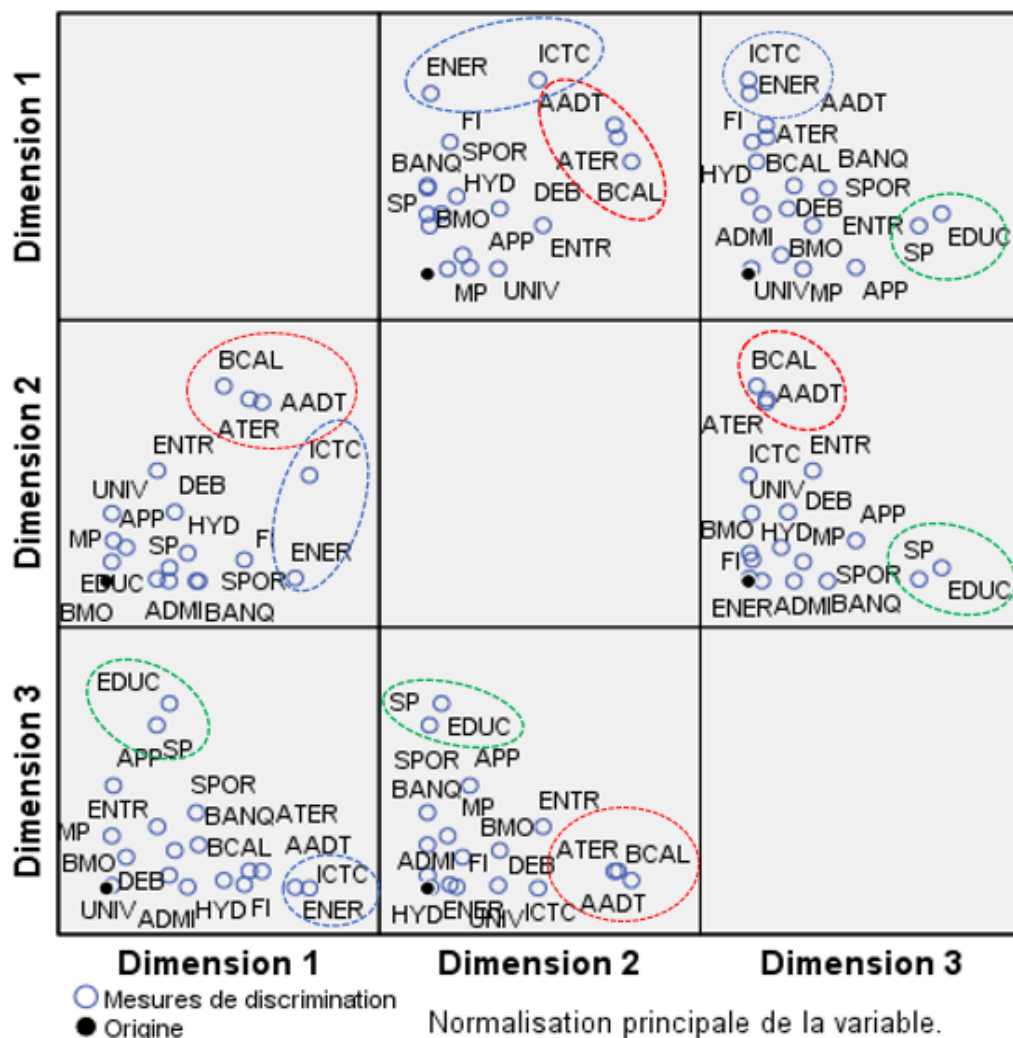 Dimension 1
ENER ICTC
AADT
FI
SPOR
BANQ
ATER
HYD
DEB
BCAL
SP
BMO
APP
ENTR
MP
UNIV
ICTC
ENER
AADT
FI
ATER
BCAL
BANQ
HYD
SPOR
DEB
ADMI
ENTR
EDUC
BMO
SP
UNIV
MP
APP
Dimension 2
BCAL
AADT
ATER
ENTR
ICTC
UNIV
DEB
APP
HYD
MP
SP
FI
ENER
EDUC
SPOR
BMO
ADMI
BANQ
BCAL
AADT
ATER
ENTR
ICTC
UNIV
DEB
APP
BMO
HYD
MP
SP
FI
SPOR
EDUC
ENER
ADMI
BANQ
Dimension 3
EDUC
SP
APP
SPOR
ENTR
BANQ
ATER
MP
BCAL
AADT
BMO
DEB
ICTC
UNIV
ADMI
HYD
FI
ENER
SP
EDUC
SPOR
APP
BANQ
MP
ENTR
BMO
ATER
BCAL
ADMI
FI
DEB
AADT
HYD
ENER
UNIV
ICTC
Dimension 1 Dimension 2 Dimension 3
Mesures de discrimination
Origine
Normalisation principale de la variable.